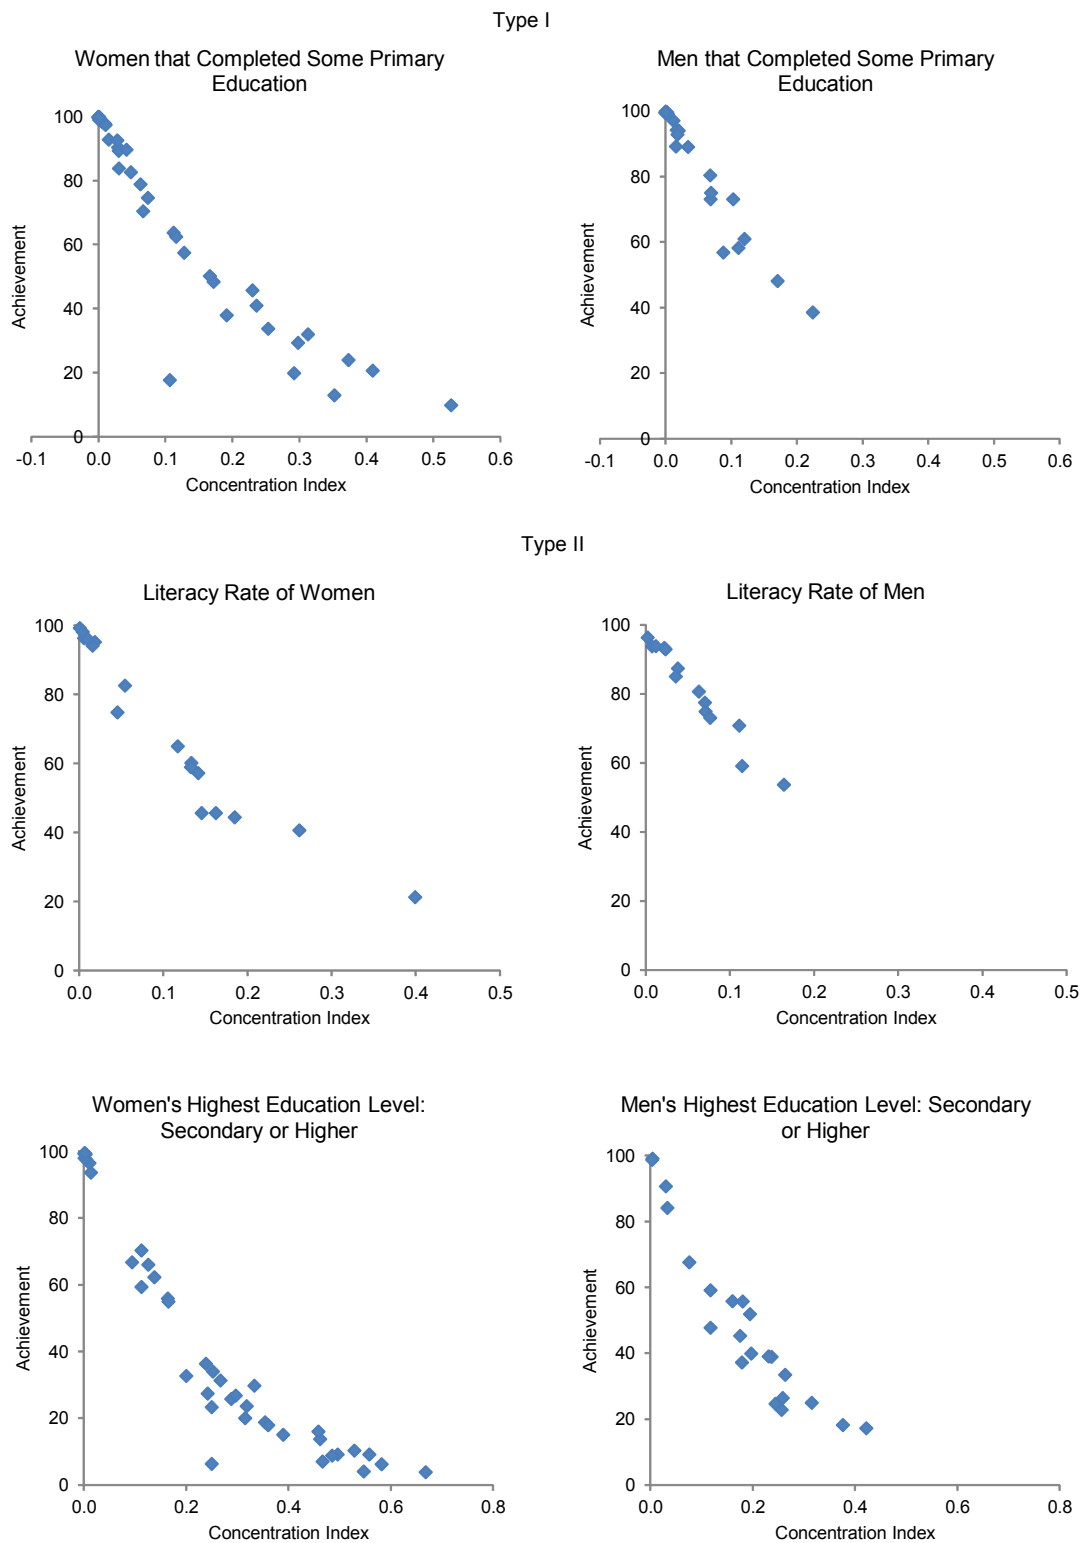 Type I
Women that Completed Some Primary
Education
Men that Completed Some Primary
Education
100
80
60
40
20
0
Achievement
-0.1 0.0 0.1 0.2 0.3 0.4 0.5 0.6
Concentration Index
100
80
60
40
20
0
Achievement
-0.1 0.0 0.1 0.2 0.3 0.4 0.5 0.6
Concentration Index
Type II
Literacy Rate of Women
Literacy Rate of Men
100
80
60
40
20
0
Achievement
0.0 0.1 0.2 0.3 0.4 0.5
Concentration Index
100
80
60
40
20
0
Achievement
0.0 0.1 0.2 0.3 0.4 0.5
Concentration Index
Women's Highest Education Level:
Secondary or Higher
Men's Highest Education Level: Secondary
or Higher
100
80
60
40
20
0
Achievement
0.0 0.2 0.4 0.6 0.8
Concentration Index
100
80
60
40
20
0
Achievement
0.0 0.2 0.4 0.6 0.8
Concentration Index